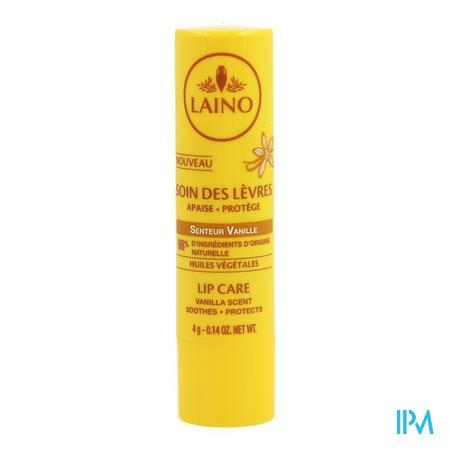 LAINO
NOUVEAU
SOIN DES LÈVRES
APAISE • PROTÈGE
SENTEUR VANILLE
98% D'INGRÉDIENTS D'ORIGINE
NATURELLE
HUILES VÉGÉTALES
LIP CARE
VANILLA SCENT
SOOTHES • PROTECTS
4g - 0.14 OZ. NET WT.
IPM